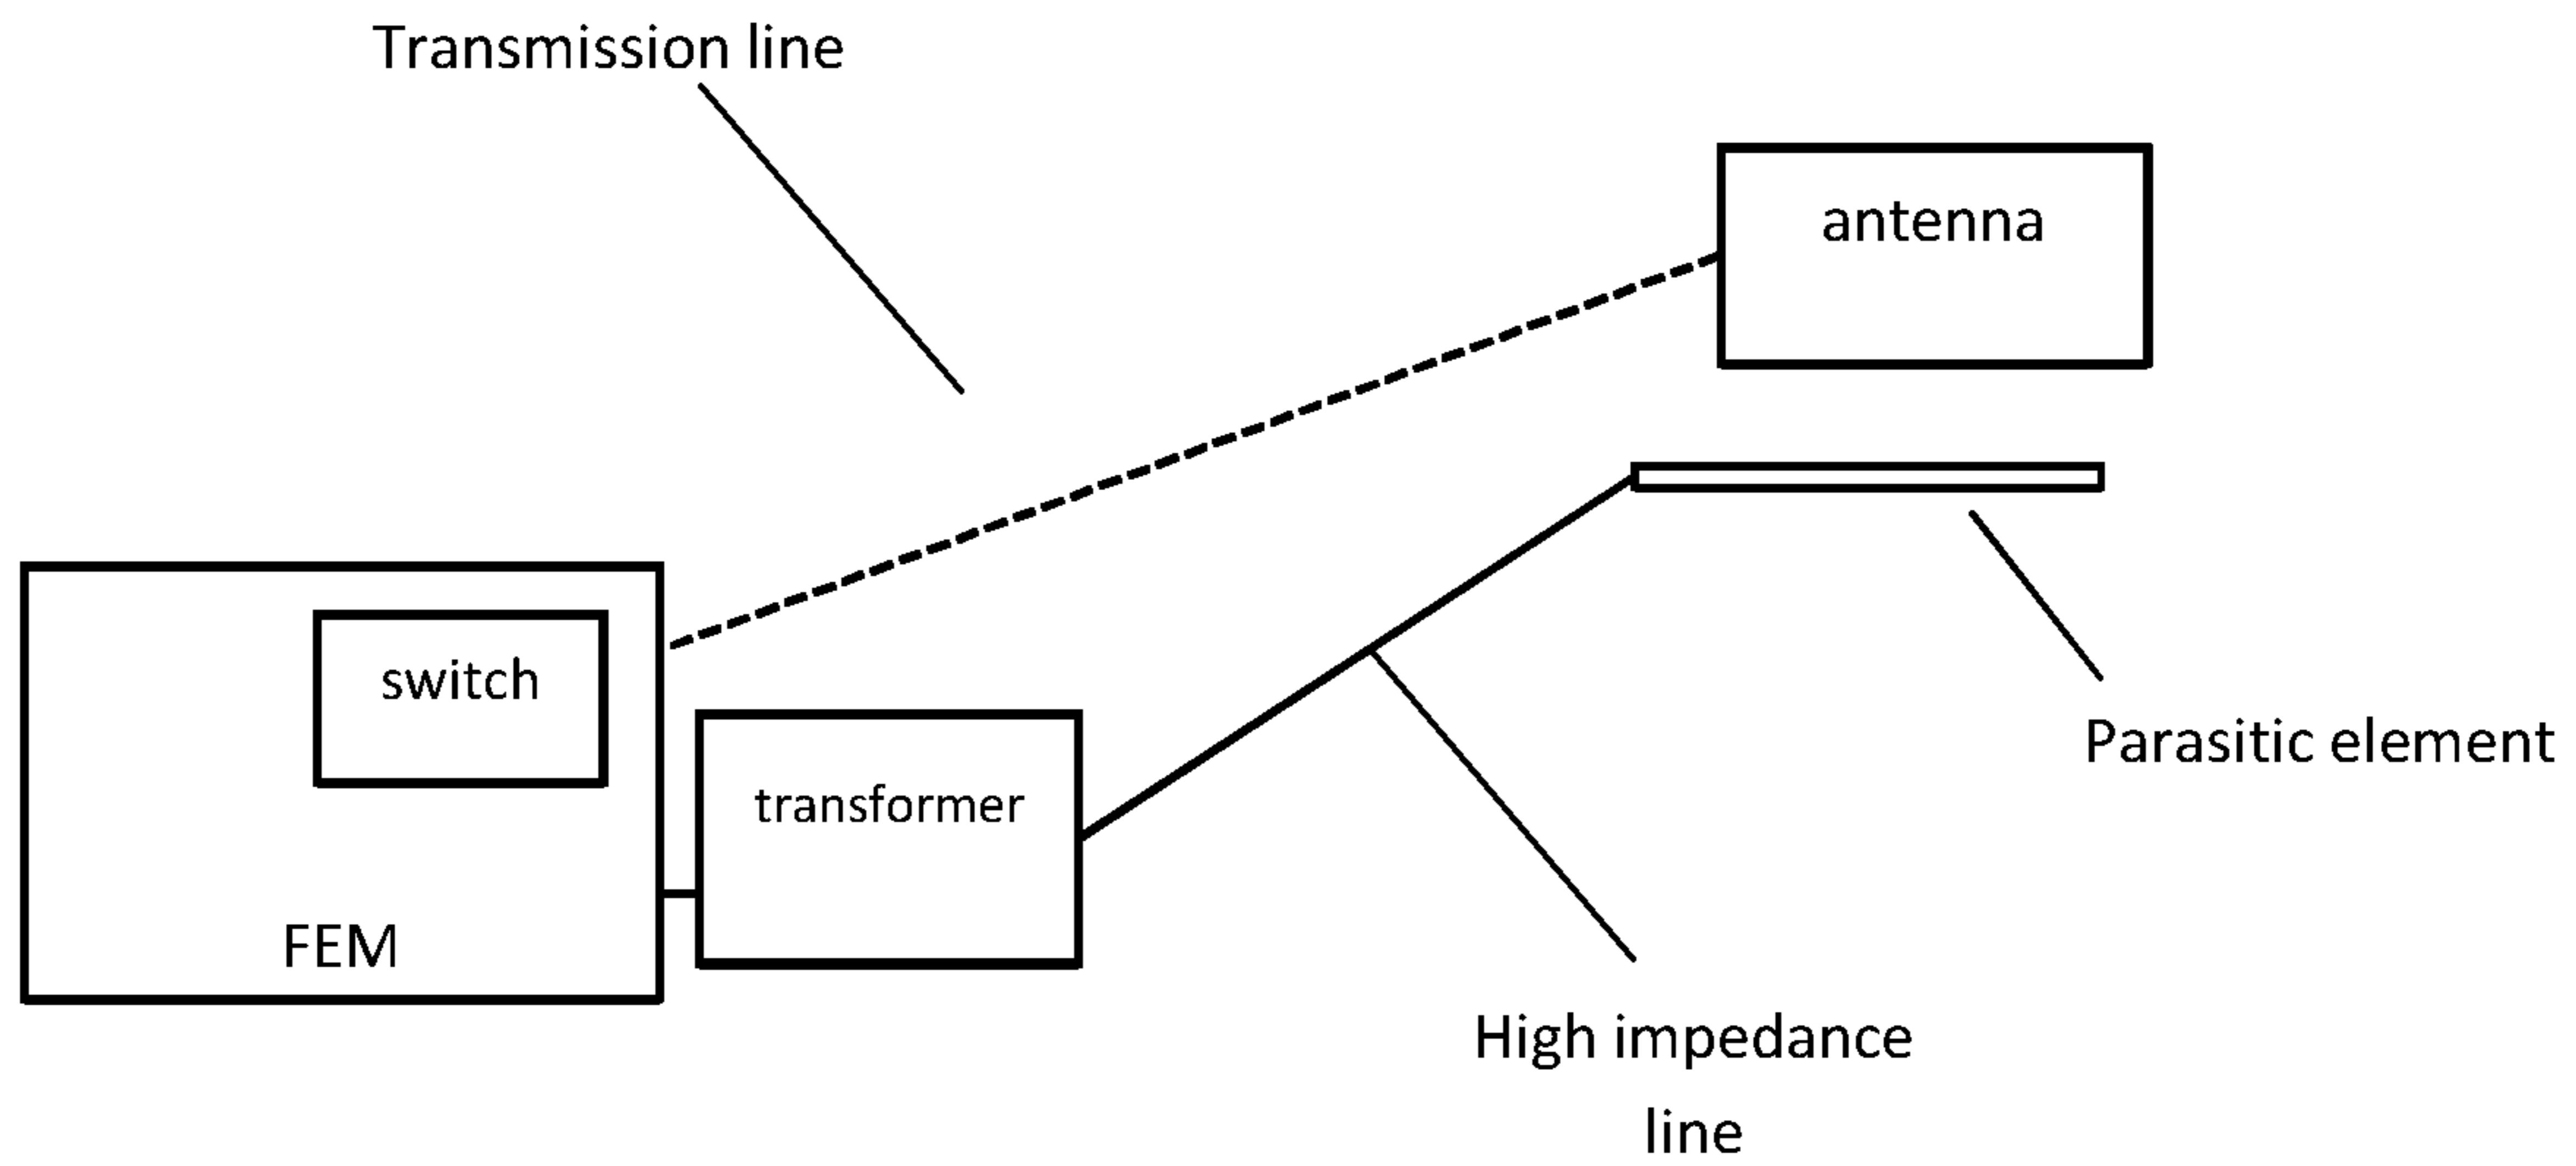 Transmission line
antenna
switch
transformer
Parasitic element
FEM
High impedance
line